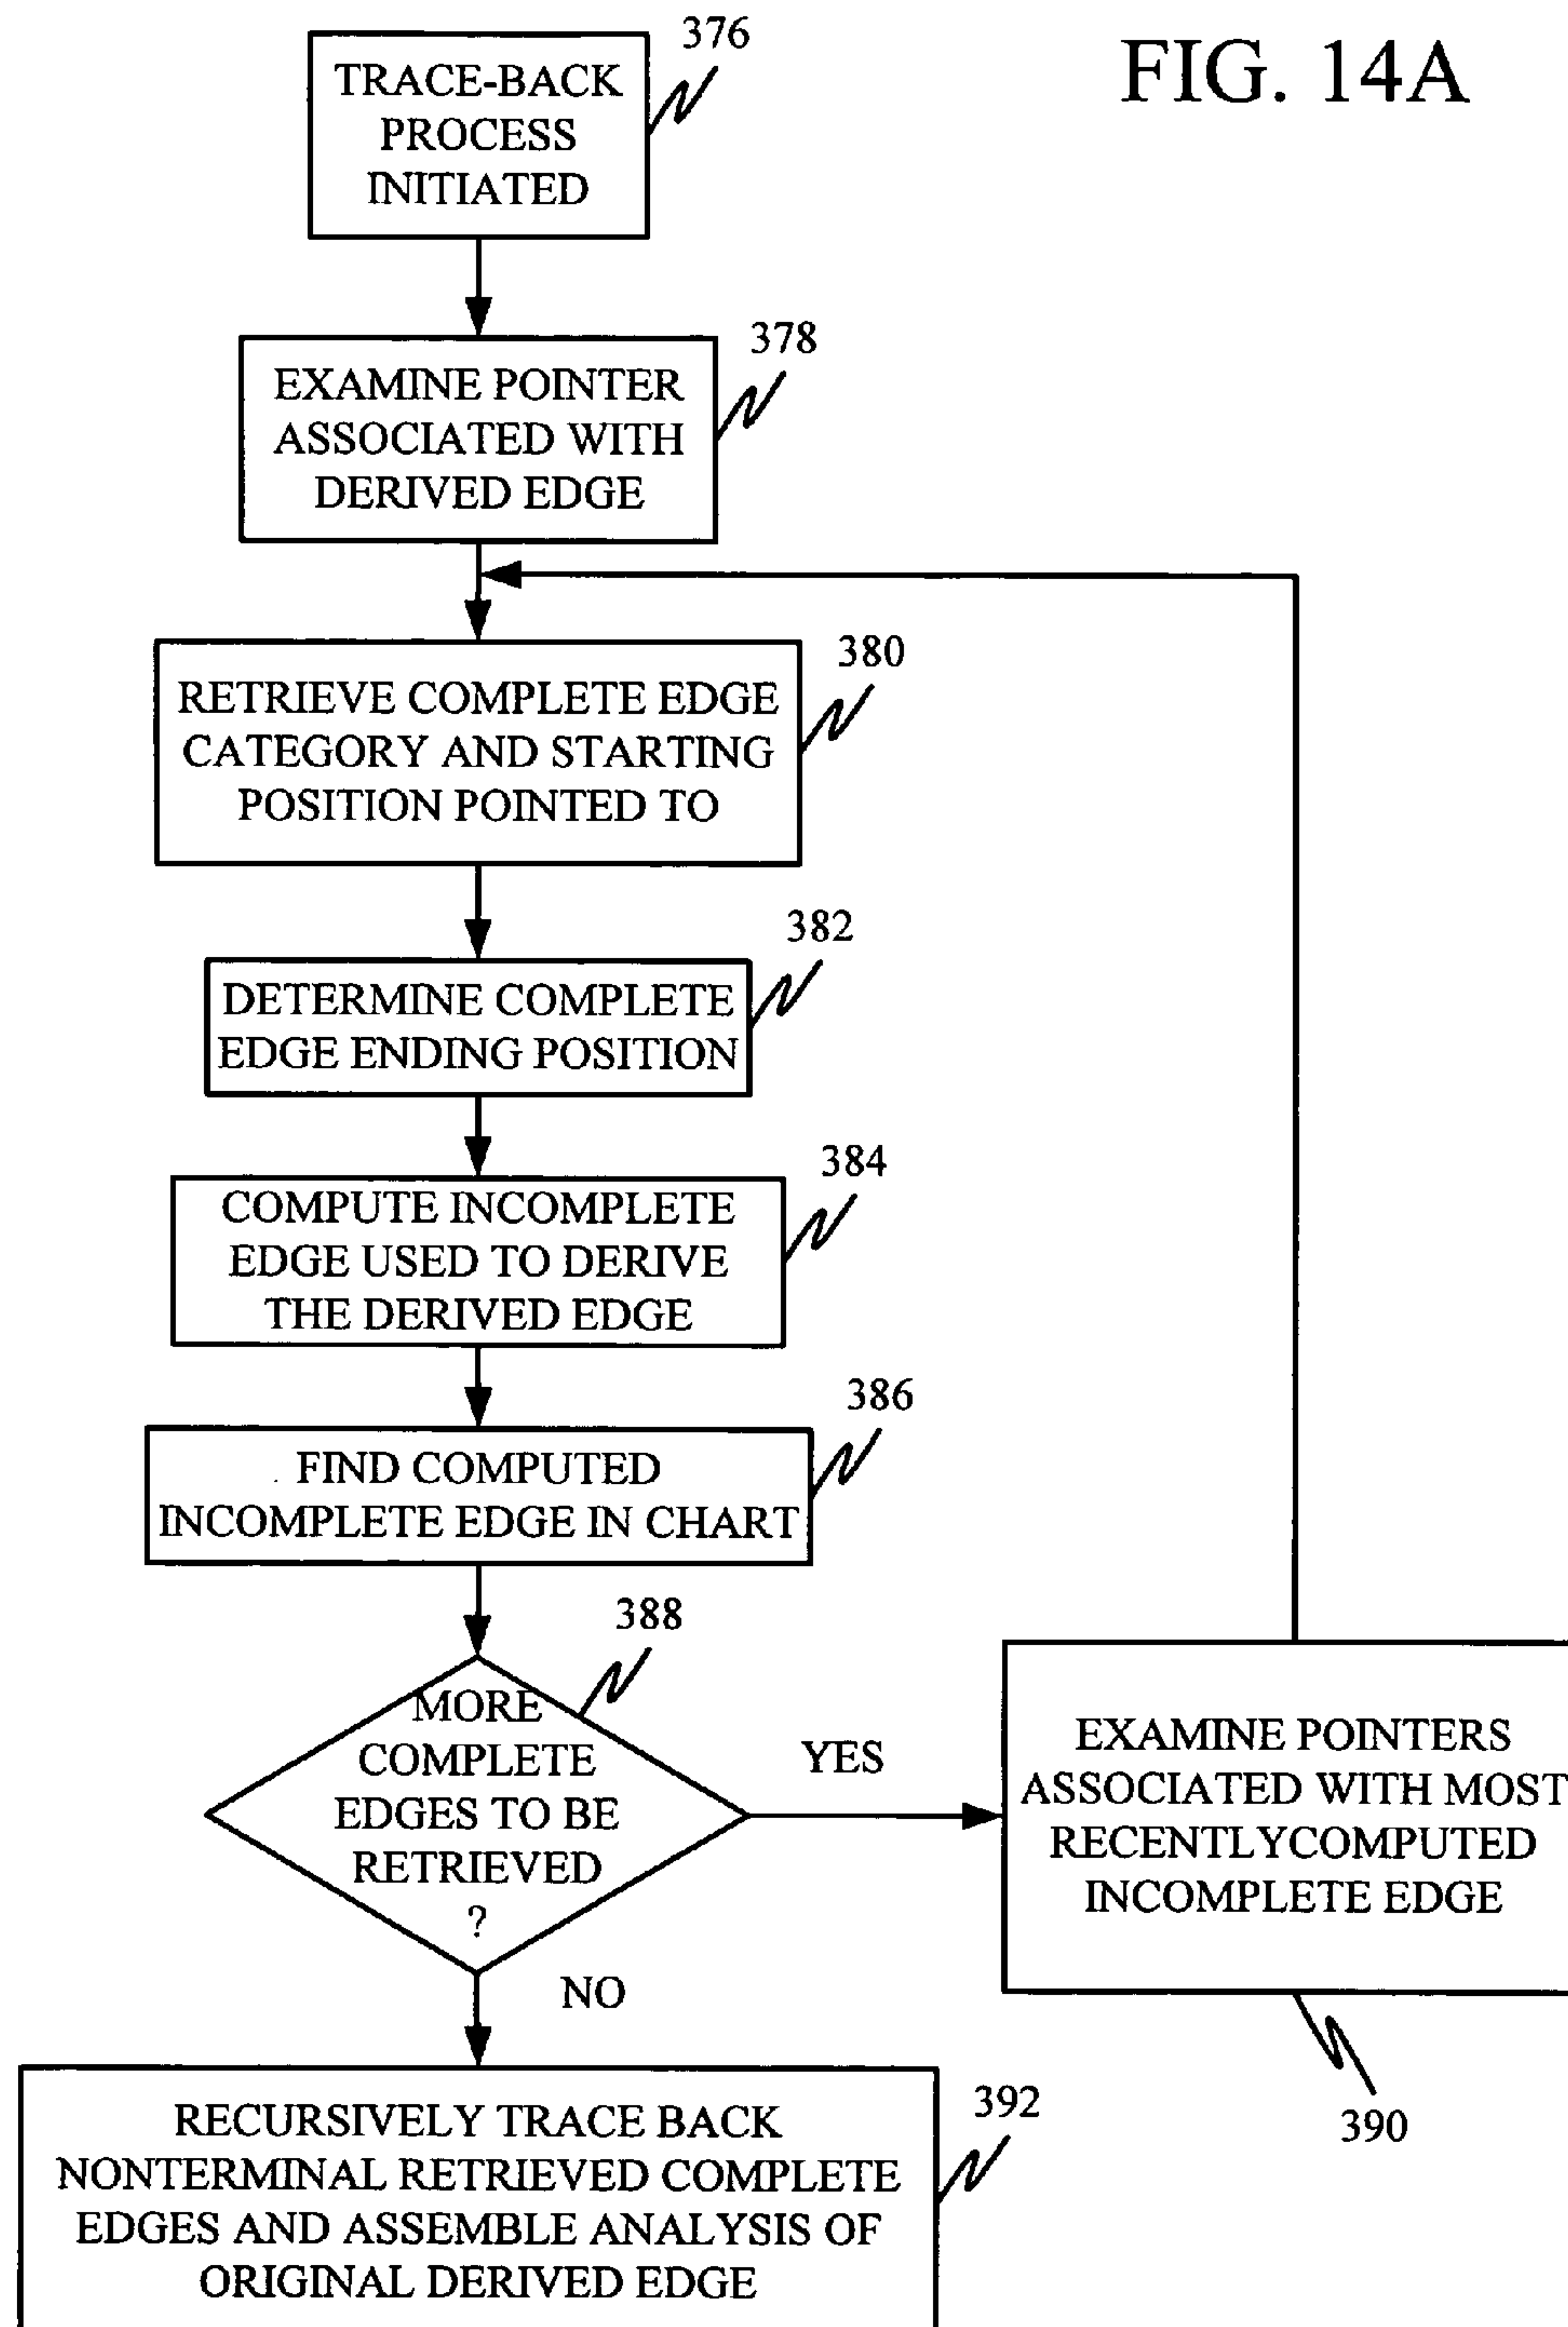 FIG. 14A
376
TRACE-BACK
PROCESS
INITIATED
378
EXAMINE POINTER
ASSOCIATED WITH
DERIVED EDGE
380
RETRIEVE COMPLETE EDGE
CATEGORY AND STARTING
POSITION POINTED TO
382
DETERMINE COMPLETE
EDGE ENDING POSITION
384
COMPUTE INCOMPLETE
EDGE USED TO DERIVE
THE DERIVED EDGE
386
FIND COMPUTED
INCOMPLETE EDGE IN CHART
388
MORE
COMPLETE
EDGES TO BE
RETRIEVED
?
YES
EXAMINE POINTERS
ASSOCIATED WITH MOST
RECENTLYCOMPUTED
INCOMPLETE EDGE
390
NO
392
RECURSIVELY TRACE BACK
NONTERMINAL RETRIEVED COMPLETE
EDGES AND ASSEMBLE ANALYSIS OF
ORIGINAL DERIVED EDGE